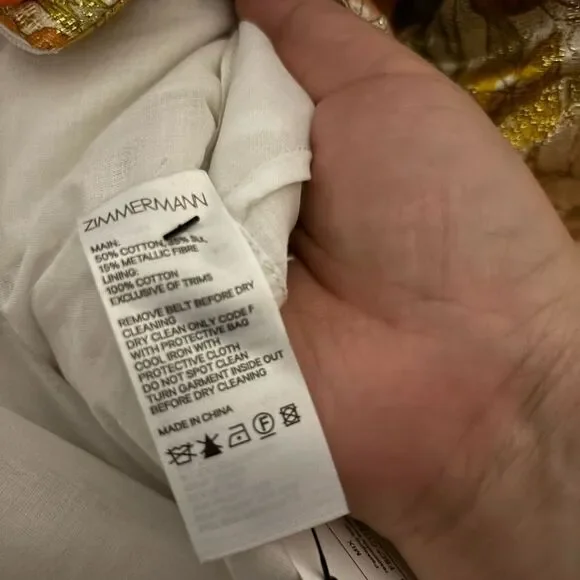 ZIMMERMANN
MAIN:
50% COTTON, 35%
15% METALLIC FIBRE
LINING:
100% COTTON
EXCLUSIVE OF TRIMS
REMOVE BELT BEFORE DRY
CLEANING
DRY CLEAN ONLY CODE F
WITH PROTECTIVE BAG
COOL IRON WITH
PROTECTIVE CLOTH
DO NOT SPOT CLEAN
TURN GARMENT INSIDE OUT
BEFORE DRY CLEANING
MADE IN CHINA
F
MIX